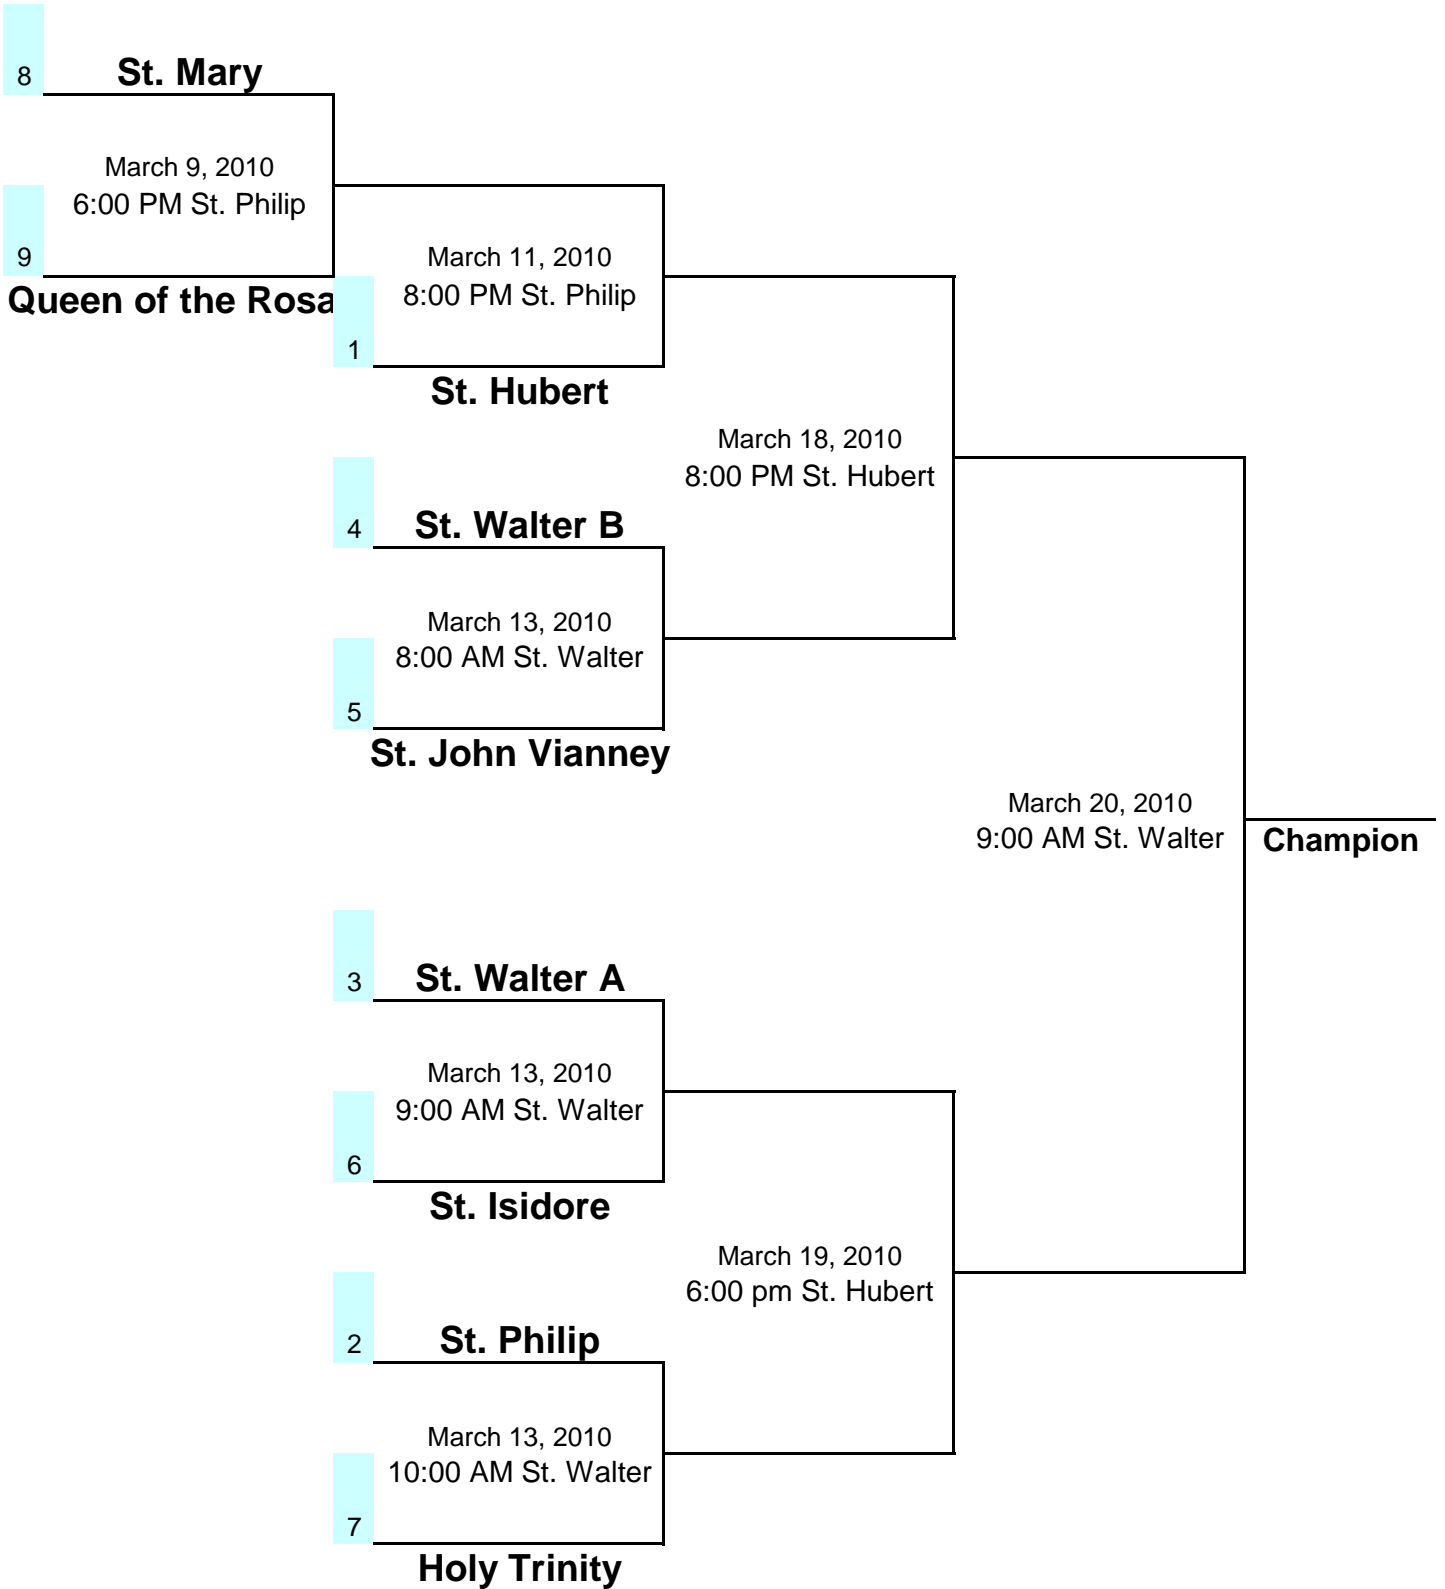 8
St. Mary
March 9, 2010
6:00 PM St. Philip
9
Queen of the Rosa
March 11, 2010
8:00 PM St. Philip
1
St. Hubert
March 18, 2010
8:00 PM St. Hubert
4
St. Walter B
March 13, 2010
8:00 AM St. Walter
5
St. John Vianney
March 20, 2010
9:00 AM St. Walter
Champion
3
St. Walter A
March 13, 2010
9:00 AM St. Walter
6
St. Isidore
March 19, 2010
6:00 pm St. Hubert
2
St. Philip
March 13, 2010
10:00 AM St. Walter
7
Holy Trinity